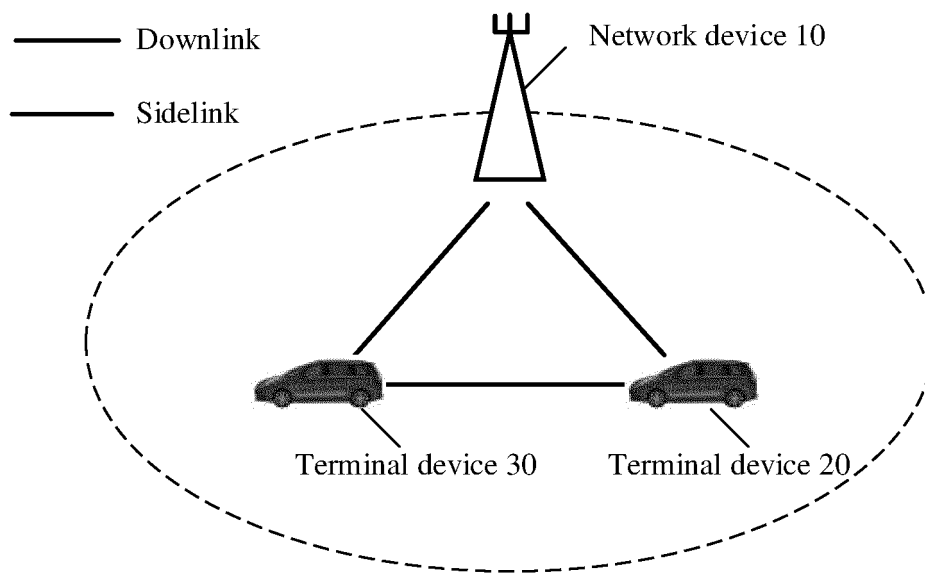 Downlink
Network device 10
Sidelink
Terminal device 30
Terminal device 20